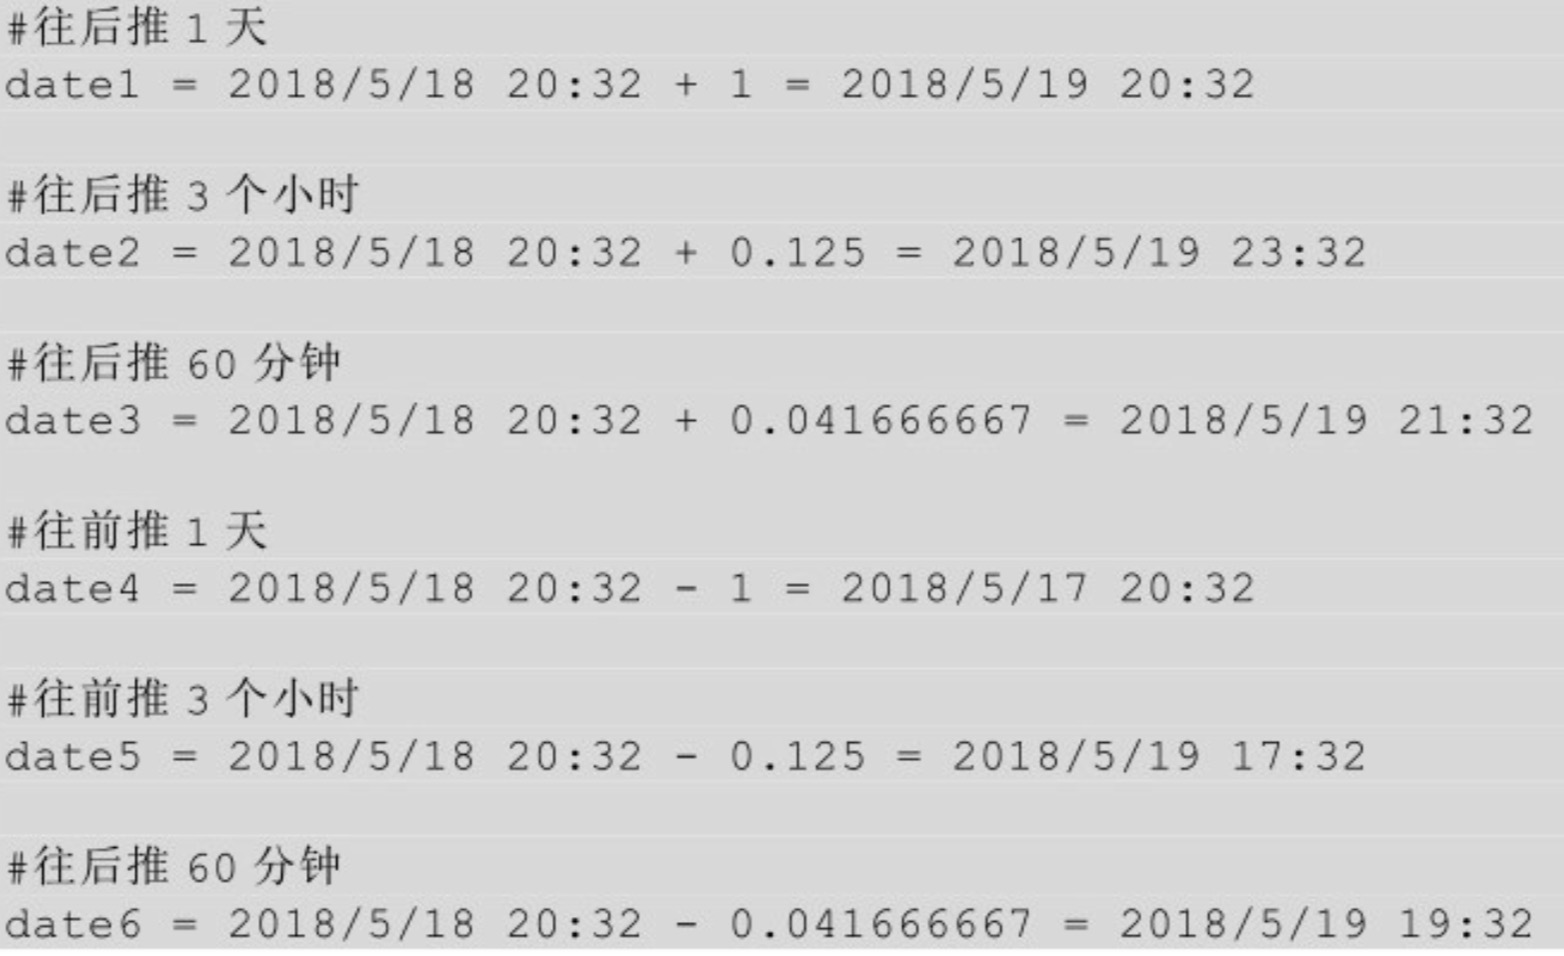 #往后推 1 天
date1 = 2018/5/18 20:32 + 1 = 2018/5/19 20:32
#往后推 3 个小时
date2 = 2018/5/18 20:32 + 0.125 = 2018/5/19 23:32
#往后推 60 分钟
date3 = 2018/5/18 20:32 + 0.041666667 = 2018/5/19 21:32
#往前推 1 天
date4 = 2018/5/18 20:32 - 1 = 2018/5/17 20:32
#往前推 3 个小时
date5 = 2018/5/18 20:32 - 0.125 = 2018/5/19 17:32
#往后推 60 分钟
date6 = 2018/5/18 20:32 - 0.041666667 = 2018/5/19 19:32